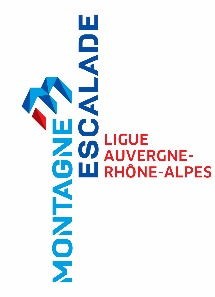 MONTAGNE
ESCALADE
LIGUE
AUVERGNE-
RHÔNE-ALPES